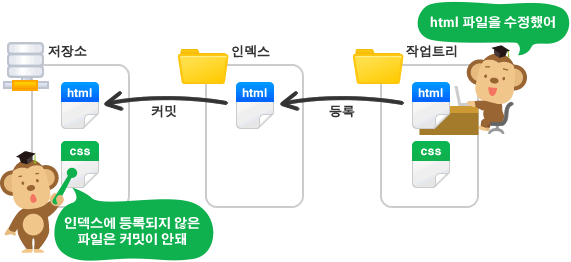 html 파일을 수정했어
저장소
인덱스
작업트리
html
html
html
커밋
등록
css
css
인덱스에 등록되지 않은
파일은 커밋이 안돼